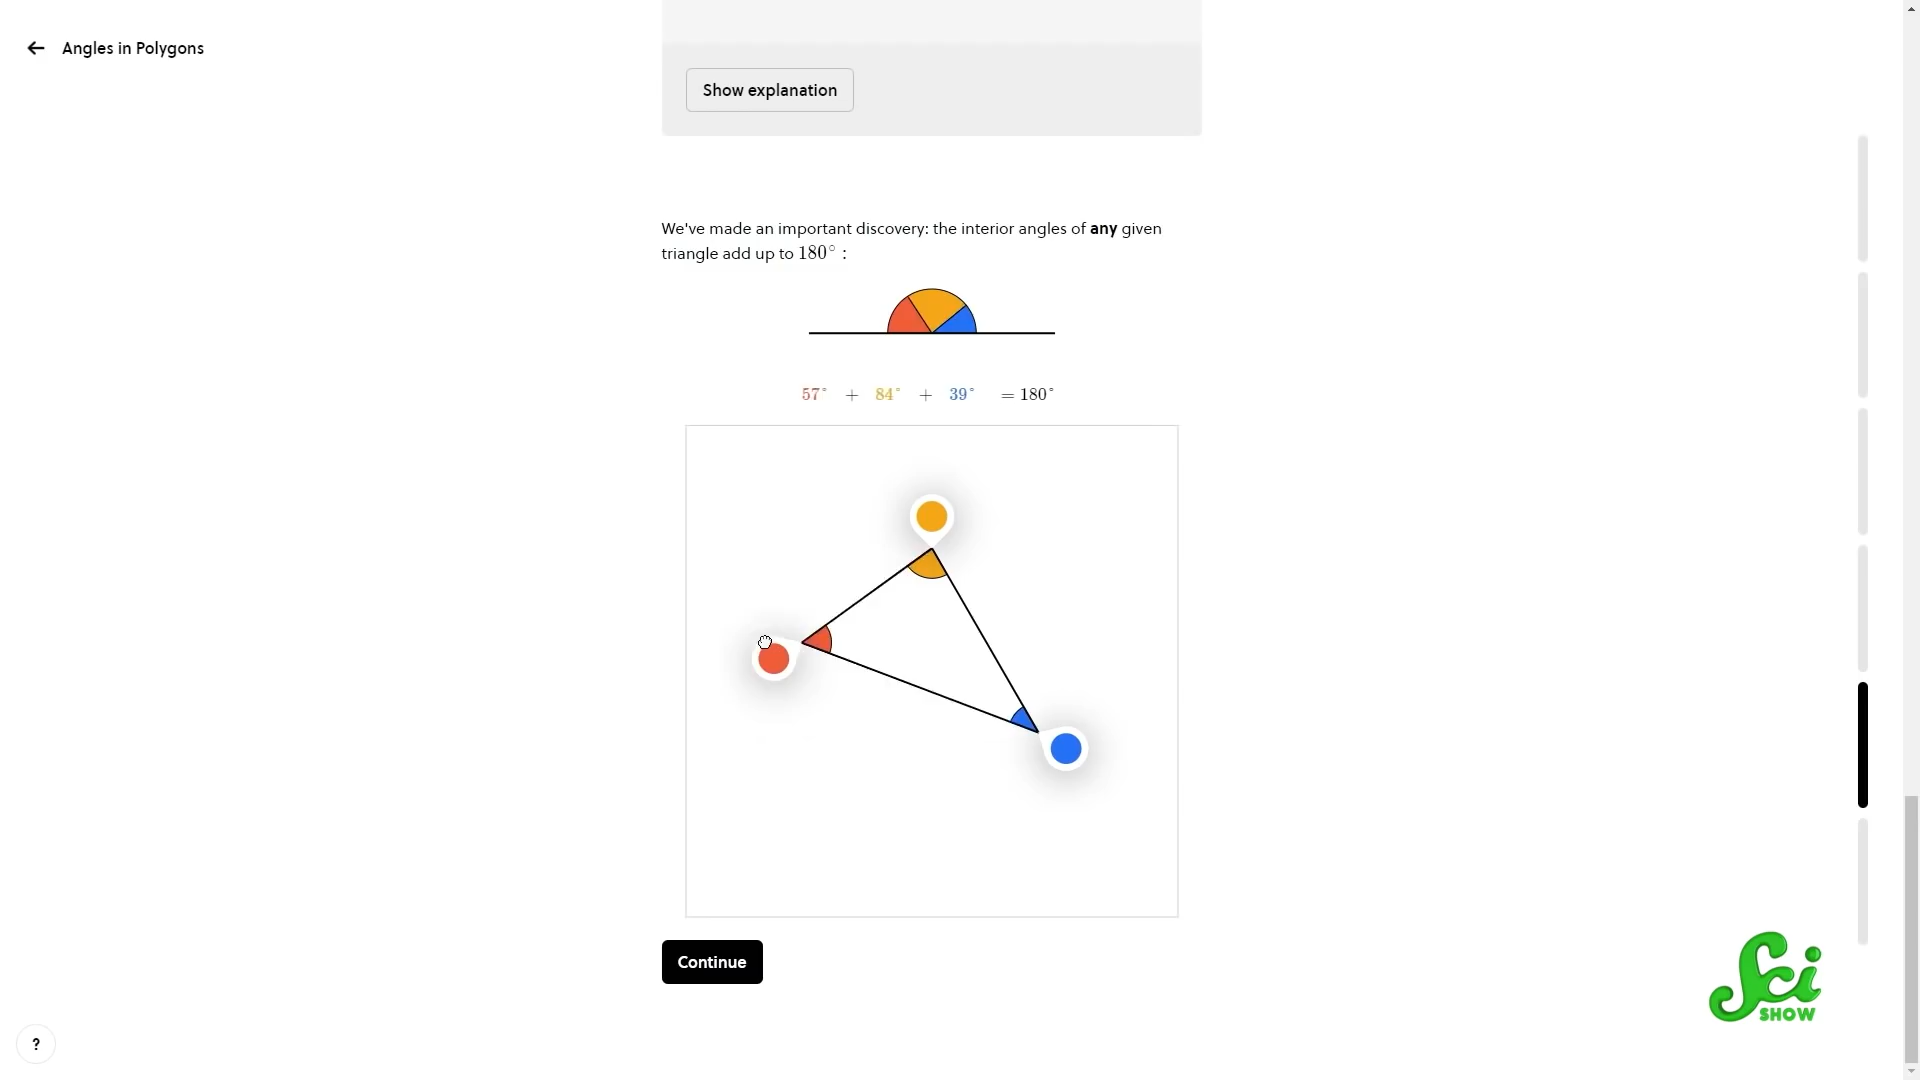 Angles in Polygons
Show explanation
We've made an important discovery: the interior angles of any given
triangle add up to 180° :
57° + 84° + 39° = 180°
Continue
Sci
SHOW
?